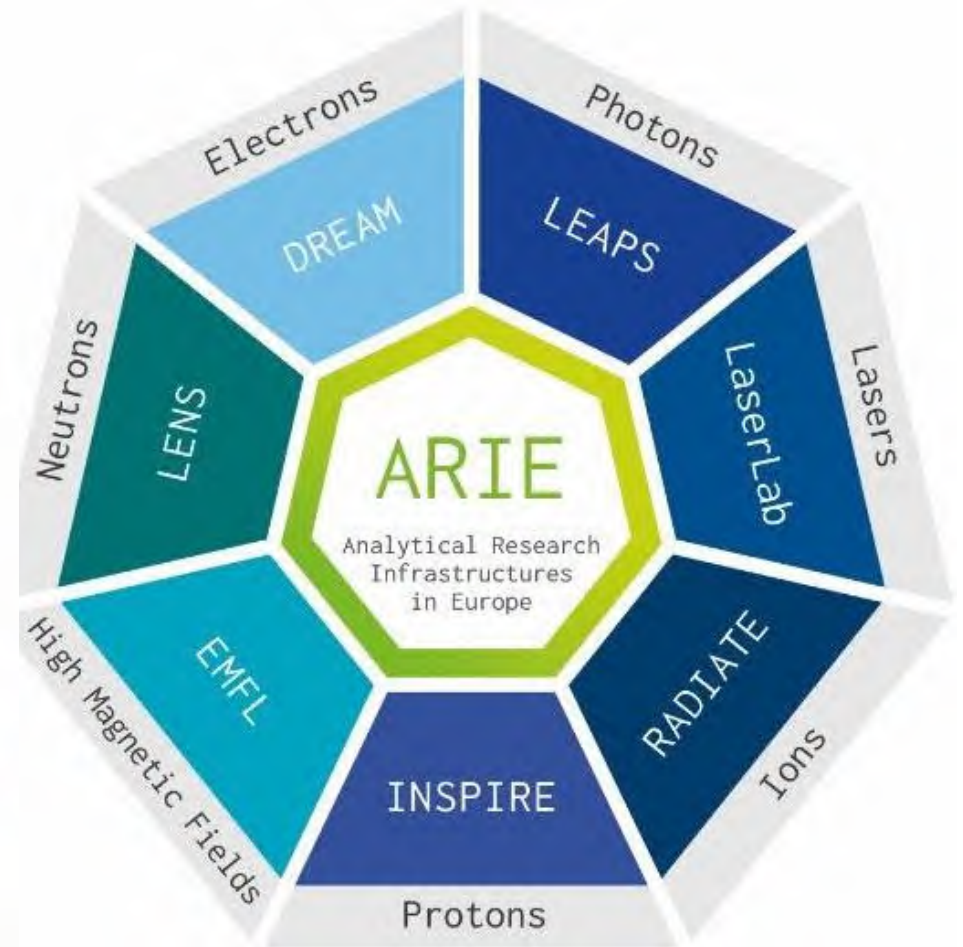 Electrons
DREAM
Photons
LEAPS
Lasers
LaserLab
Ions
RADIATE
Protons
INSPIRE
High Magnetic Fields
EMFL
Neutrons
LENS
ARIE
Analytical Research
Infrastructures
in Europe